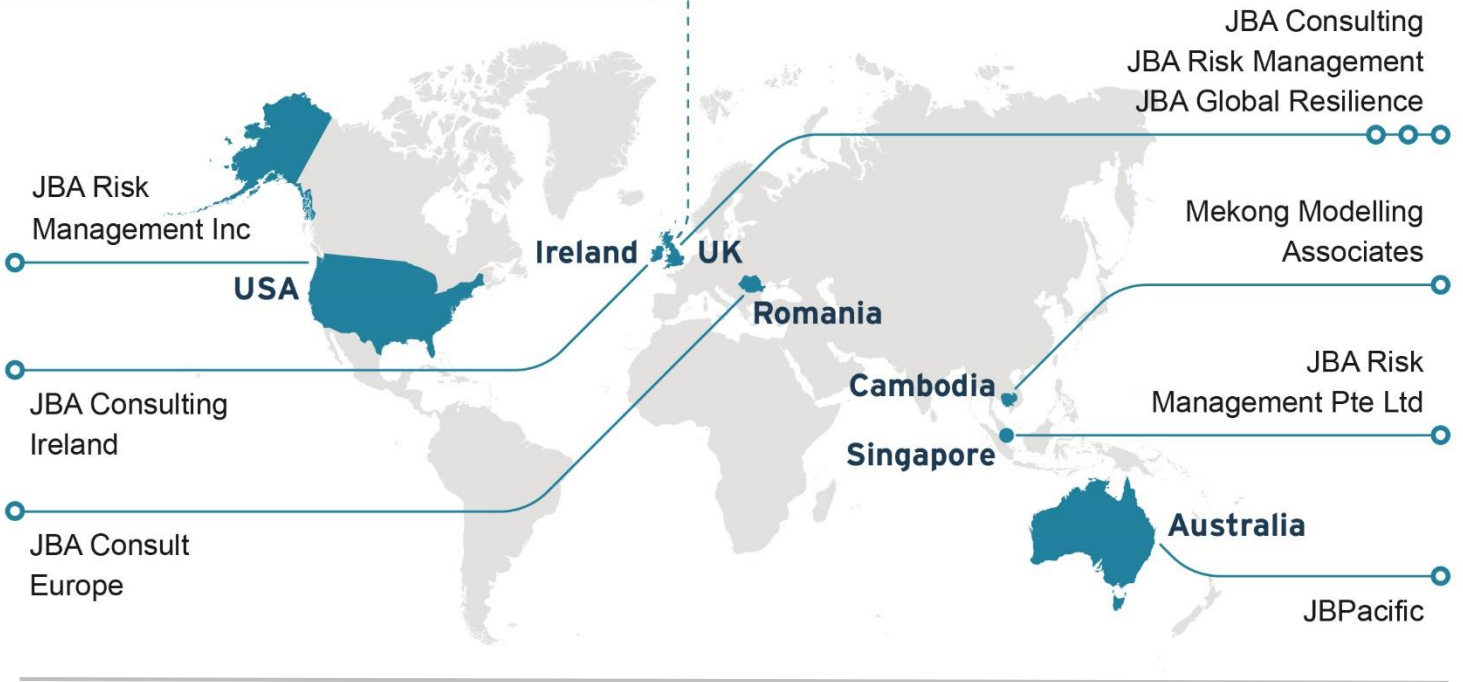 JBA Consulting
JBA Risk Management
JBA Global Resilience
JBA Risk
Management Inc
USA
Ireland
UK
Romania
Mekong Modelling
Associates
Cambodia
JBA Risk
Management Pte Ltd
Singapore
JBA Consulting
Ireland
JBA Consult
Europe
Australia
JBPacific